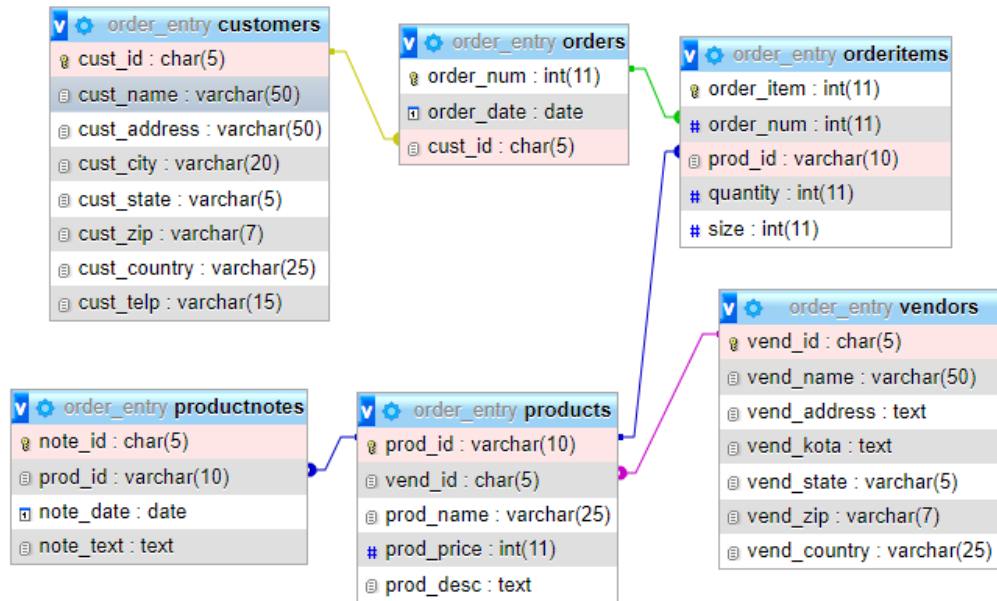 order_entry customers
cust_id : char(5)
cust_name : varchar(50)
cust_address : varchar(50)
cust_city : varchar(20)
cust_state : varchar(5)
cust_zip : varchar(7)
cust_country : varchar(25)
cust_telp : varchar(15)
order_entry orders
order_num : int(11)
order_date : date
cust_id : char(5)
order_entry orderitems
order_item : int(11)
order_num : int(11)
prod_id : varchar(10)
quantity : int(11)
size : int(11)
order_entry productnotes
note_id : char(5)
prod_id : varchar(10)
note_date : date
note_text : text
order_entry products
prod_id : varchar(10)
vend_id : char(5)
prod_name : varchar(25)
prod_price : int(11)
prod_desc : text
order_entry vendors
vend_id : char(5)
vend_name : varchar(50)
vend_address : text
vend_kota : text
vend_state : varchar(5)
vend_zip : varchar(7)
vend_country : varchar(25)